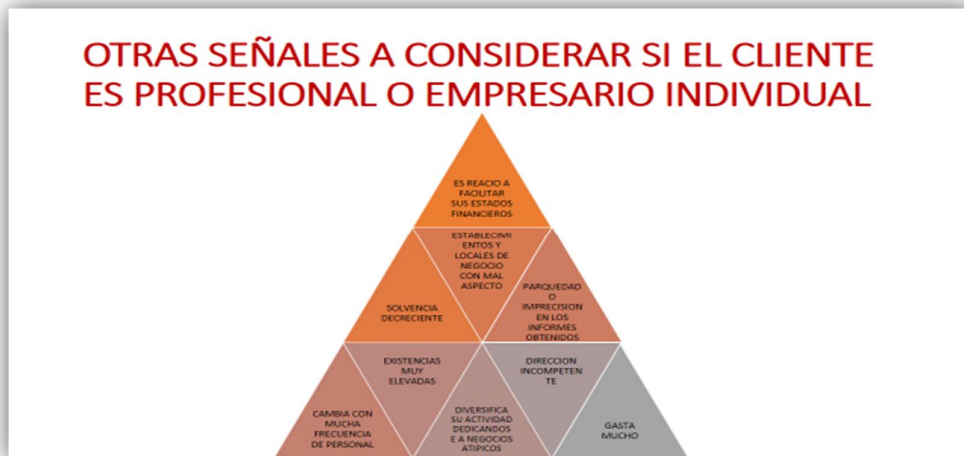 OTRAS SEÑALES A CONSIDERAR SI EL CLIENTE
ES PROFESIONAL O EMPRESARIO INDIVIDUAL
ES REACIO A
FACILITAR
SUS ESTADOS
FINANCIEROS
SOLVENCIA
DECRECIENTE
ESTABLECIMI
ENTOS Y
LOCALES DE
NEGOCIO
CON MAL
ASPECTO
PARQUEDAD
O
IMPRECISION
EN LOS
INFORMES
OBTENIDOS
CAMBIA CON
MUCHA
FRECUENCIA
DE PERSONAL
EXISTENCIAS
MUY
ELEVADAS
DIVERSIFICA
SU ACTIVIDAD
DEDICANDOS
E A NEGOCIOS
ATIPICOS
DIRECCION
INCOMPETEN
TE
GASTA
MUCHO